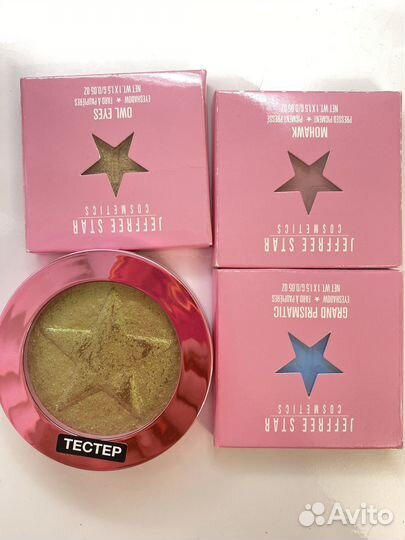 JEFFREE STAR
COSMETICS
OWL EYES
EYESHADOW ★ FARD À PAUPIÈRES
NET. WT. 1 X 1.5 G/0.05 OZ
JEFFREE STAR
COSMETICS
MOHAWK
PRESSED PIGMENT ★ PIGMENT PRESSÉ
NET WT. 1 X 1.5 G/0.05 OZ
JEFFREE STAR
COSMETICS
GRAND PRISMATIC
EYESHADOW ★ FARD À PAUPIÈRES
NET WT. 1 X 1.5 G/0.05 OZ
ТЕСТЕР
Avito